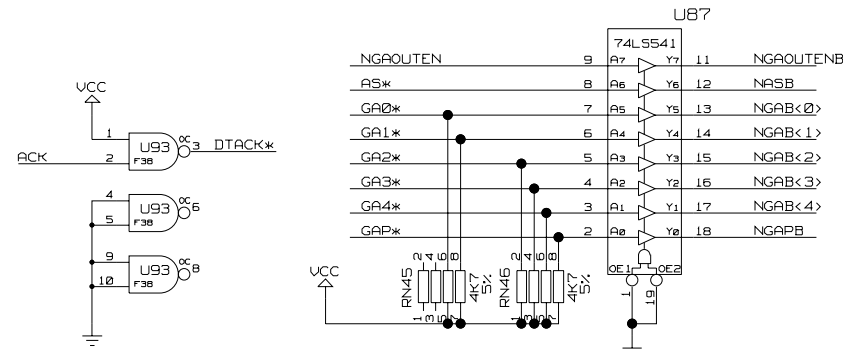 U87
74LS541
NGAOUTEN 9 A7 Y7 11 NGAOUTENB
AS* 8 A6 Y6 12 NASB
GA0* 7 A5 Y5 13 NGAB<0>
GA1* 6 A4 Y4 14 NGAB<1>
GA2* 5 A3 Y3 15 NGAB<2>
GA3* 4 A2 Y2 16 NGAB<3>
GA4* 3 A1 Y1 17 NGAB<4>
GAP* 2 A0 Y0 18 NGAPB
OE1 OE2
1 19
VCC
1
ACK 2
U93
F38
OC
3 DTACK*
4
5
U93
F38
OC
6
9
10
U93
F38
OC
8
VCC
RN45
2 4 6 8
1 3 5 7
4K7
5%
RN46
2 4 6 8
1 3 5 7
4K7
5%